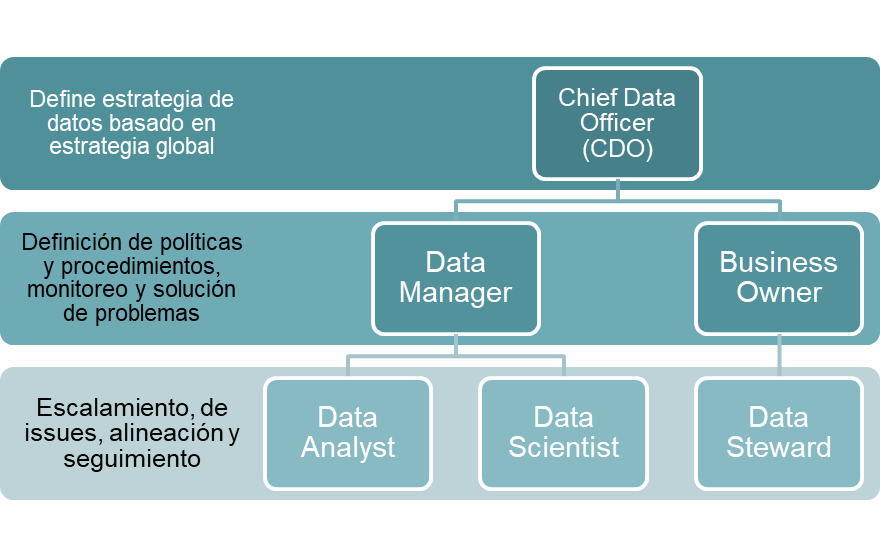 Define estrategia de
datos basado en
estrategia global
Chief Data
Officer
(CDO)
Definición de políticas
y procedimientos,
monitoreo y solución
de problemas
Data
Manager
Business
Owner
Escalamiento, de
issues, alineación y
seguimiento
Data
Analyst
Data
Scientist
Data
Steward